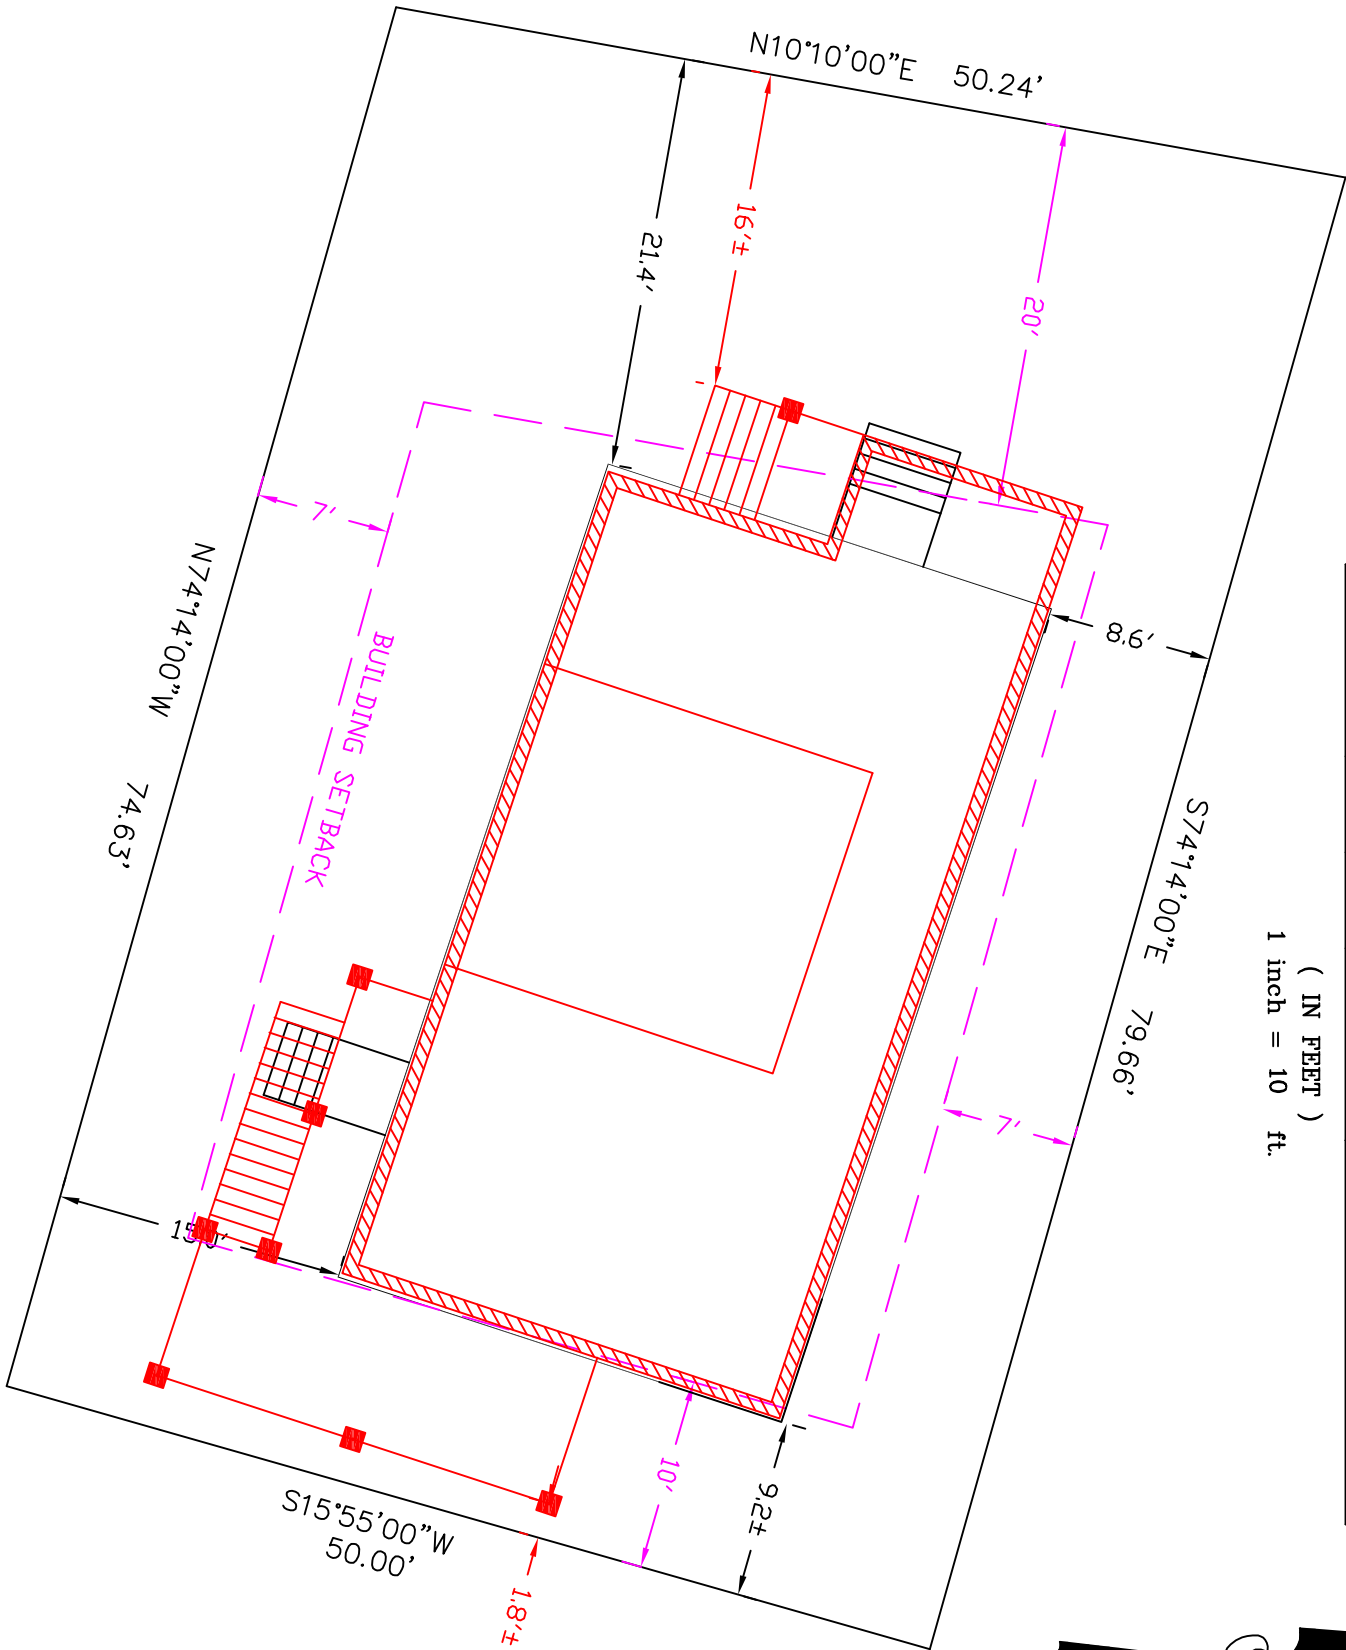 N10°10'00"E 50.24'
16'±
21.4'
20'
7'
8.6'
N74°14'00"W 74.63'
BUILDING SETBACK
S74°14'00"E 79.66'
( IN FEET )
1 inch = 10 ft.
7'
10'
9.2±
S15°55'00"W
50.00'
1.8'±